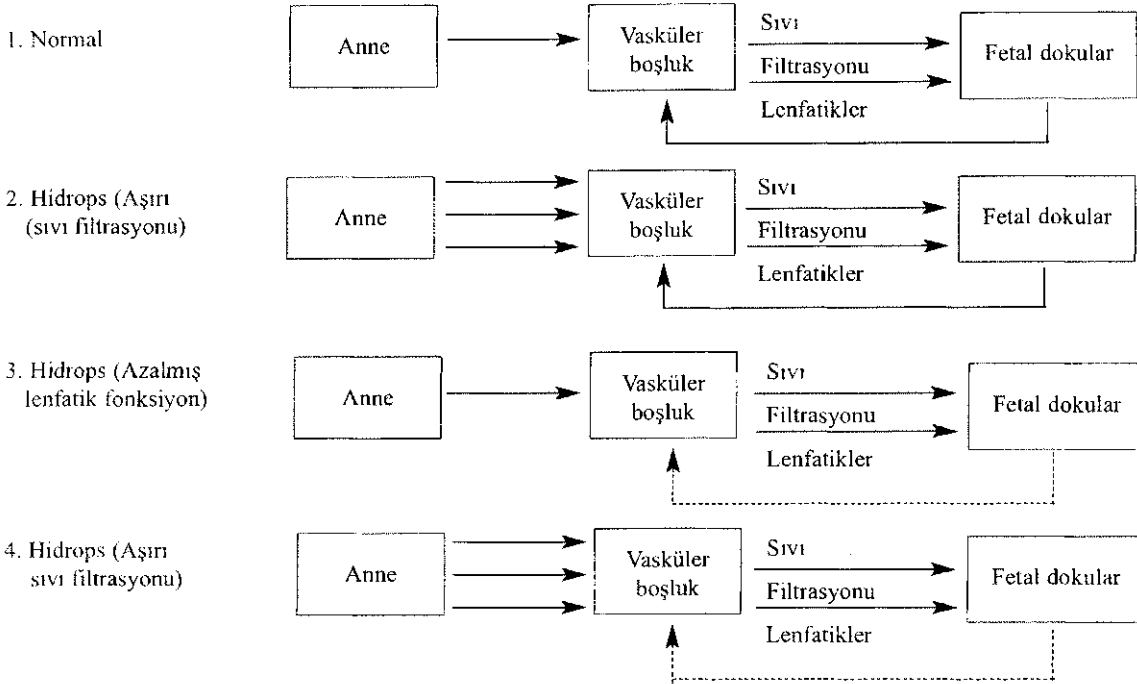 1. Normal
Anne
Vasküler
boşluk
Sıvı
Filtrasyonu
Lenfatikler
Fetal dokular
2. Hidrops (Aşırı
(sıvı filtrasyonu)
Anne
Vasküler
boşluk
Sıvı
Filtrasyonu
Lenfatikler
Fetal dokular
3. Hidrops (Azalmış
lenfatik fonksiyon)
Anne
Vasküler
boşluk
Sıvı
Filtrasyonu
Lenfatikler
Fetal dokular
4. Hidrops (Aşırı
sıvı filtrasyonu)
Anne
Vasküler
boşluk
Sıvı
Filtrasyonu
Lenfatikler
Fetal dokular